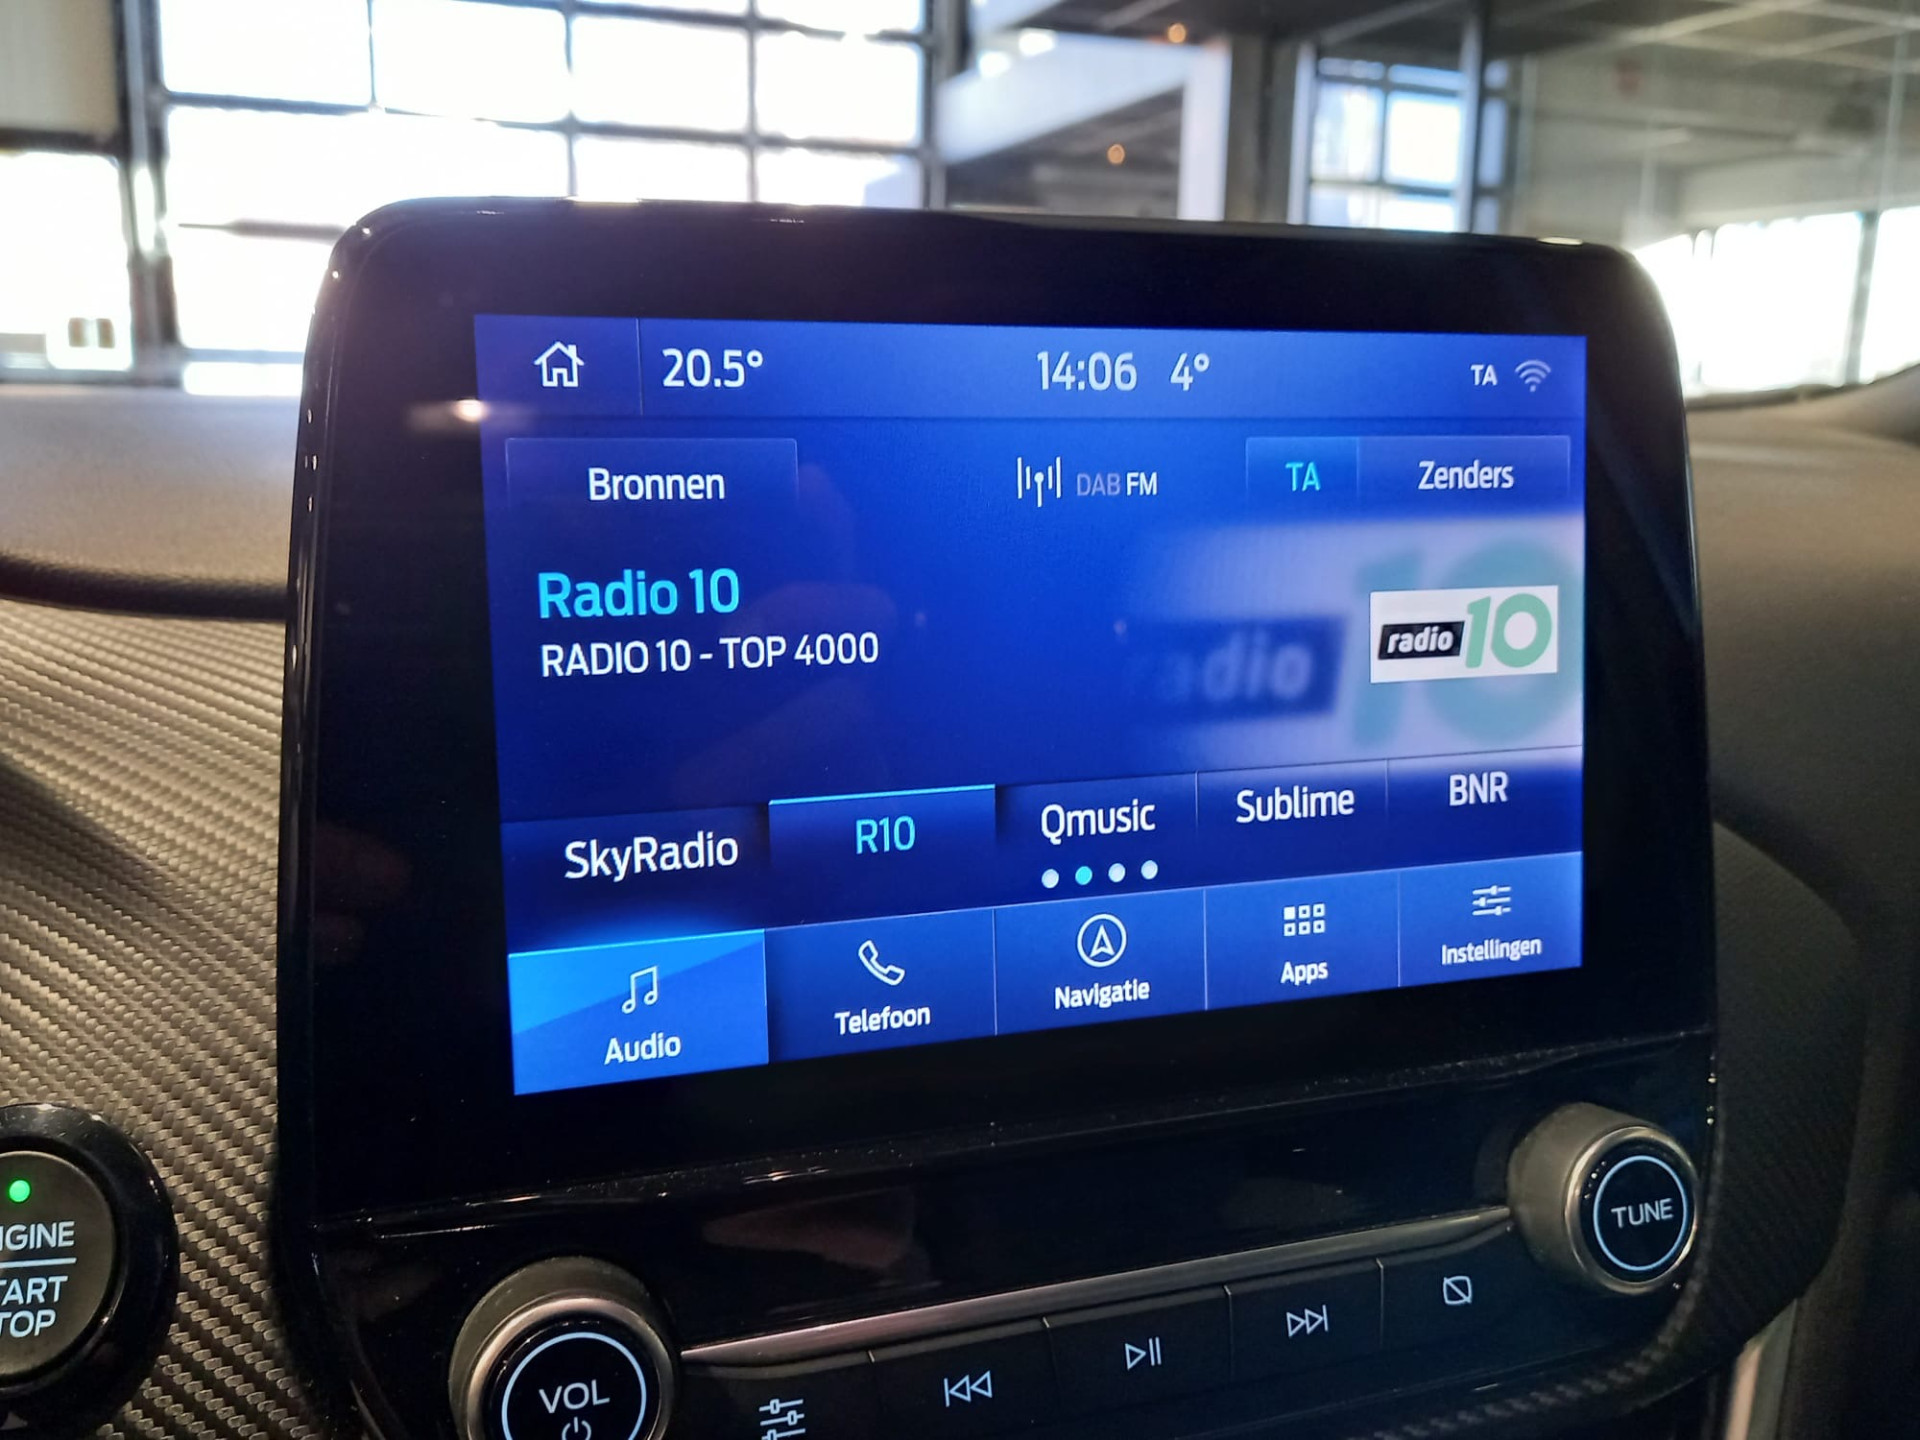 20.5° 14:06 4° TA
Bronnen DAB FM TA Zenders
Radio 10
RADIO 10 - TOP 4000
radio 10
SkyRadio R10 Qmusic Sublime BNR
Audio Telefoon Navigatie Apps Instellingen
TUNE
VOL